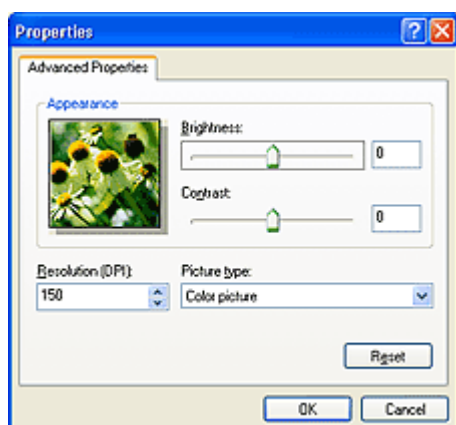 Properties
Advanced Properties
Appearance
Brightness:
0
Contrast:
0
Resolution (DPI):
150
Picture type:
Color picture
Reset
OK
Cancel